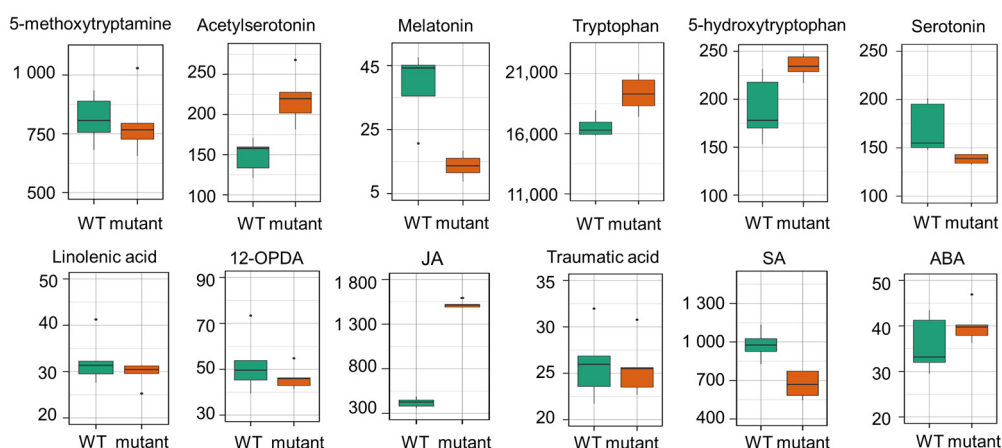 5-methoxytryptamine
1 000
750
500
WT mutant
Acetylserotonin
250
200
150
100
WT mutant
Melatonin
45
25
5
WT mutant
Tryptophan
21,000
16,000
11,000
WT mutant
5-hydroxytryptophan
250
200
150
100
WT mutant
Serotonin
250
200
150
100
WT mutant
Linolenic acid
50
40
30
20
WT mutant
12-OPDA
90
70
50
30
WT mutant
JA
1 800
1 300
800
300
WT mutant
Traumatic acid
35
30
25
20
WT mutant
SA
1 300
1 000
700
400
WT mutant
ABA
50
40
30
20
WT mutant